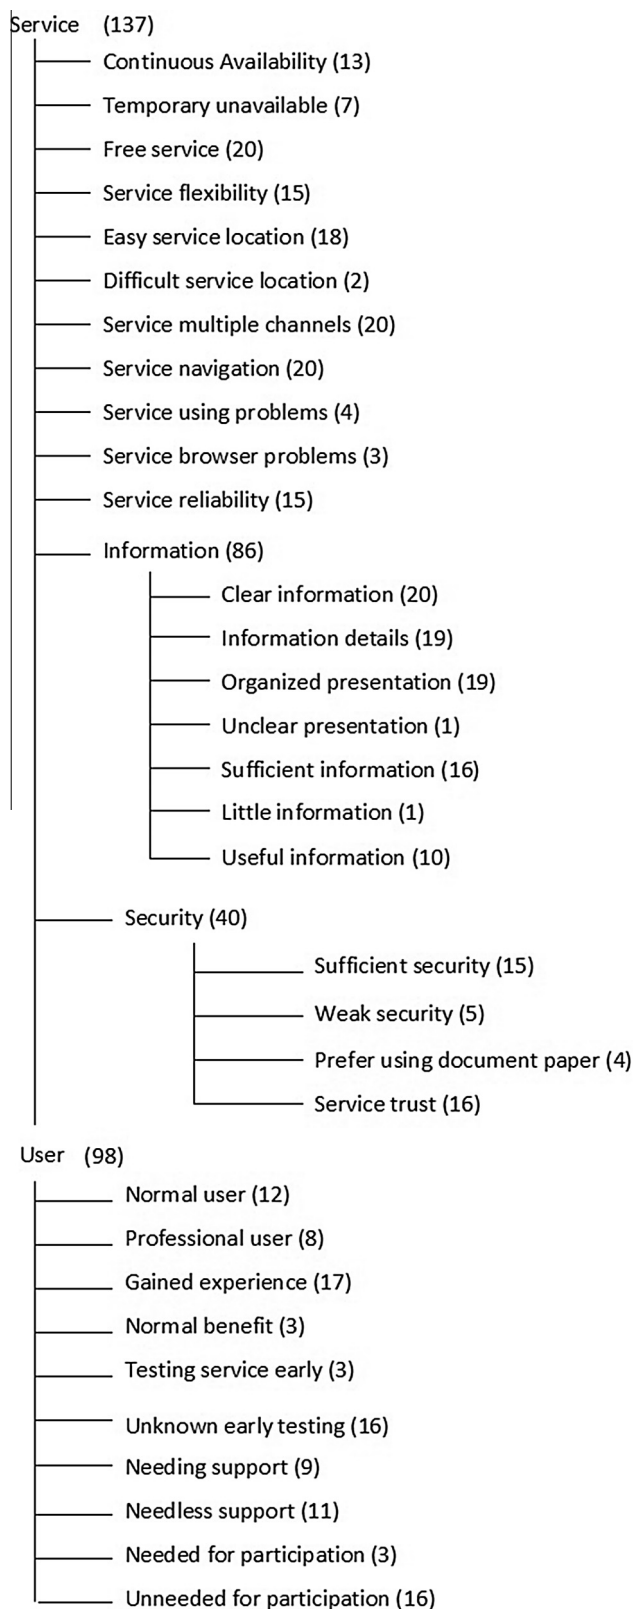 Service (137)
Continuous Availability (13)
Temporary unavailable (7)
Free service (20)
Service flexibility (15)
Easy service location (18)
Difficult service location (2)
Service multiple channels (20)
Service navigation (20)
Service using problems (4)
Service browser problems (3)
Service reliability (15)
Information (86)
Clear information (20)
Information details (19)
Organized presentation (19)
Unclear presentation (1)
Sufficient information (16)
Little information (1)
Useful information (10)
Security (40)
Sufficient security (15)
Weak security (5)
Prefer using document paper (4)
Service trust (16)
User (98)
Normal user (12)
Professional user (8)
Gained experience (17)
Normal benefit (3)
Testing service early (3)
Unknown early testing (16)
Needing support (9)
Needless support (11)
Needed for participation (3)
Unneeded for participation (16)